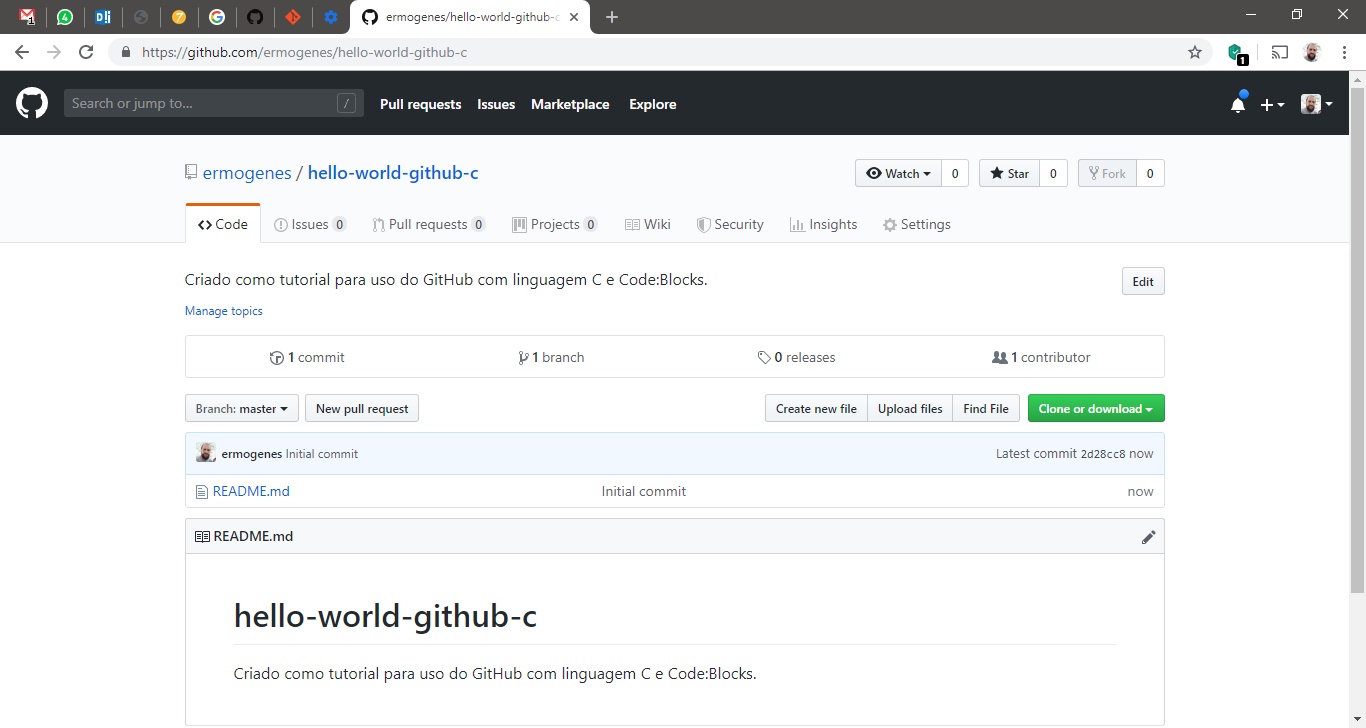 ermogenes/hello-world-github-c
https://github.com/ermogenes/hello-world-github-c
1
Search or jump to...
/
Pull requests
Issues
Marketplace
Explore
ermogenes / hello-world-github-c
Watch 0
Star 0
Fork 0
Code
Issues 0
Pull requests 0
Projects 0
Wiki
Security
Insights
Settings
Criado como tutorial para uso do GitHub com linguagem C e Code:Blocks.
Edit
Manage topics
1 commit
1 branch
0 releases
1 contributor
Branch: master
New pull request
Create new file
Upload files
Find File
Clone or download
ermogenes Initial commit
Latest commit 2d28cc8 now
README.md
Initial commit
now
README.md
hello-world-github-c
Criado como tutorial para uso do GitHub com linguagem C e Code:Blocks.